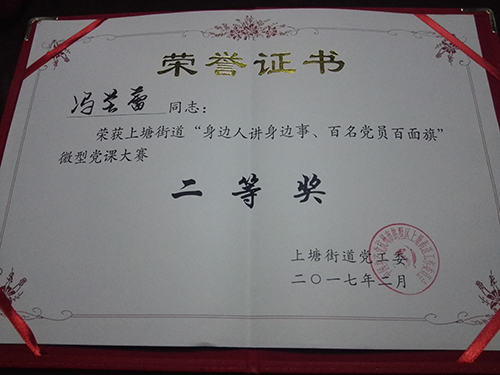 荣誉证书
冯芸蕾 同志：
荣获上塘街道“身边人讲身边事、百名党员百面旗”
微型党课大赛
二等奖
上塘街道党工委
二〇一七年二月